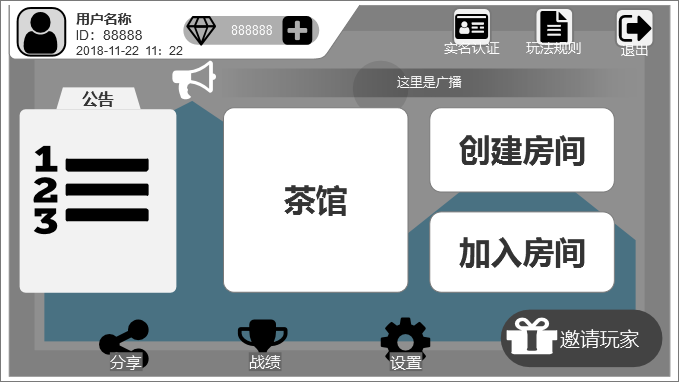 用户名称
ID：88888
2018-11-22  11：22
888888
实名认证
玩法规则
退出
这里是广播
公告
1
2
3
茶馆
创建房间
加入房间
分享
战绩
设置
邀请玩家